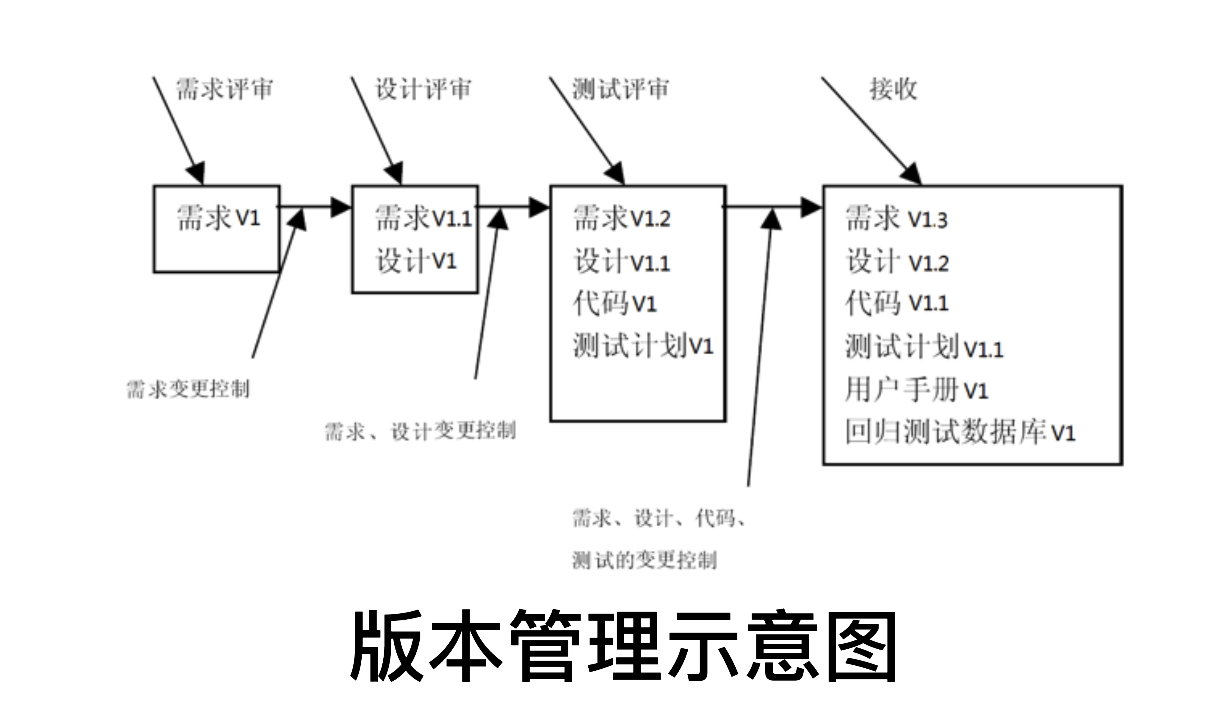 需求评审
设计评审
测试评审
接收
需求V1
需求V1.1
设计V1
需求V1.2
设计V1.1
代码V1
测试计划V1
需求 V1.3
设计 V1.2
代码 V1.1
测试计划V1.1
用户手册V1
回归测试数据库V1
需求变更控制
需求、设计变更控制
需求、设计、代码、
测试的变更控制
版本管理示意图